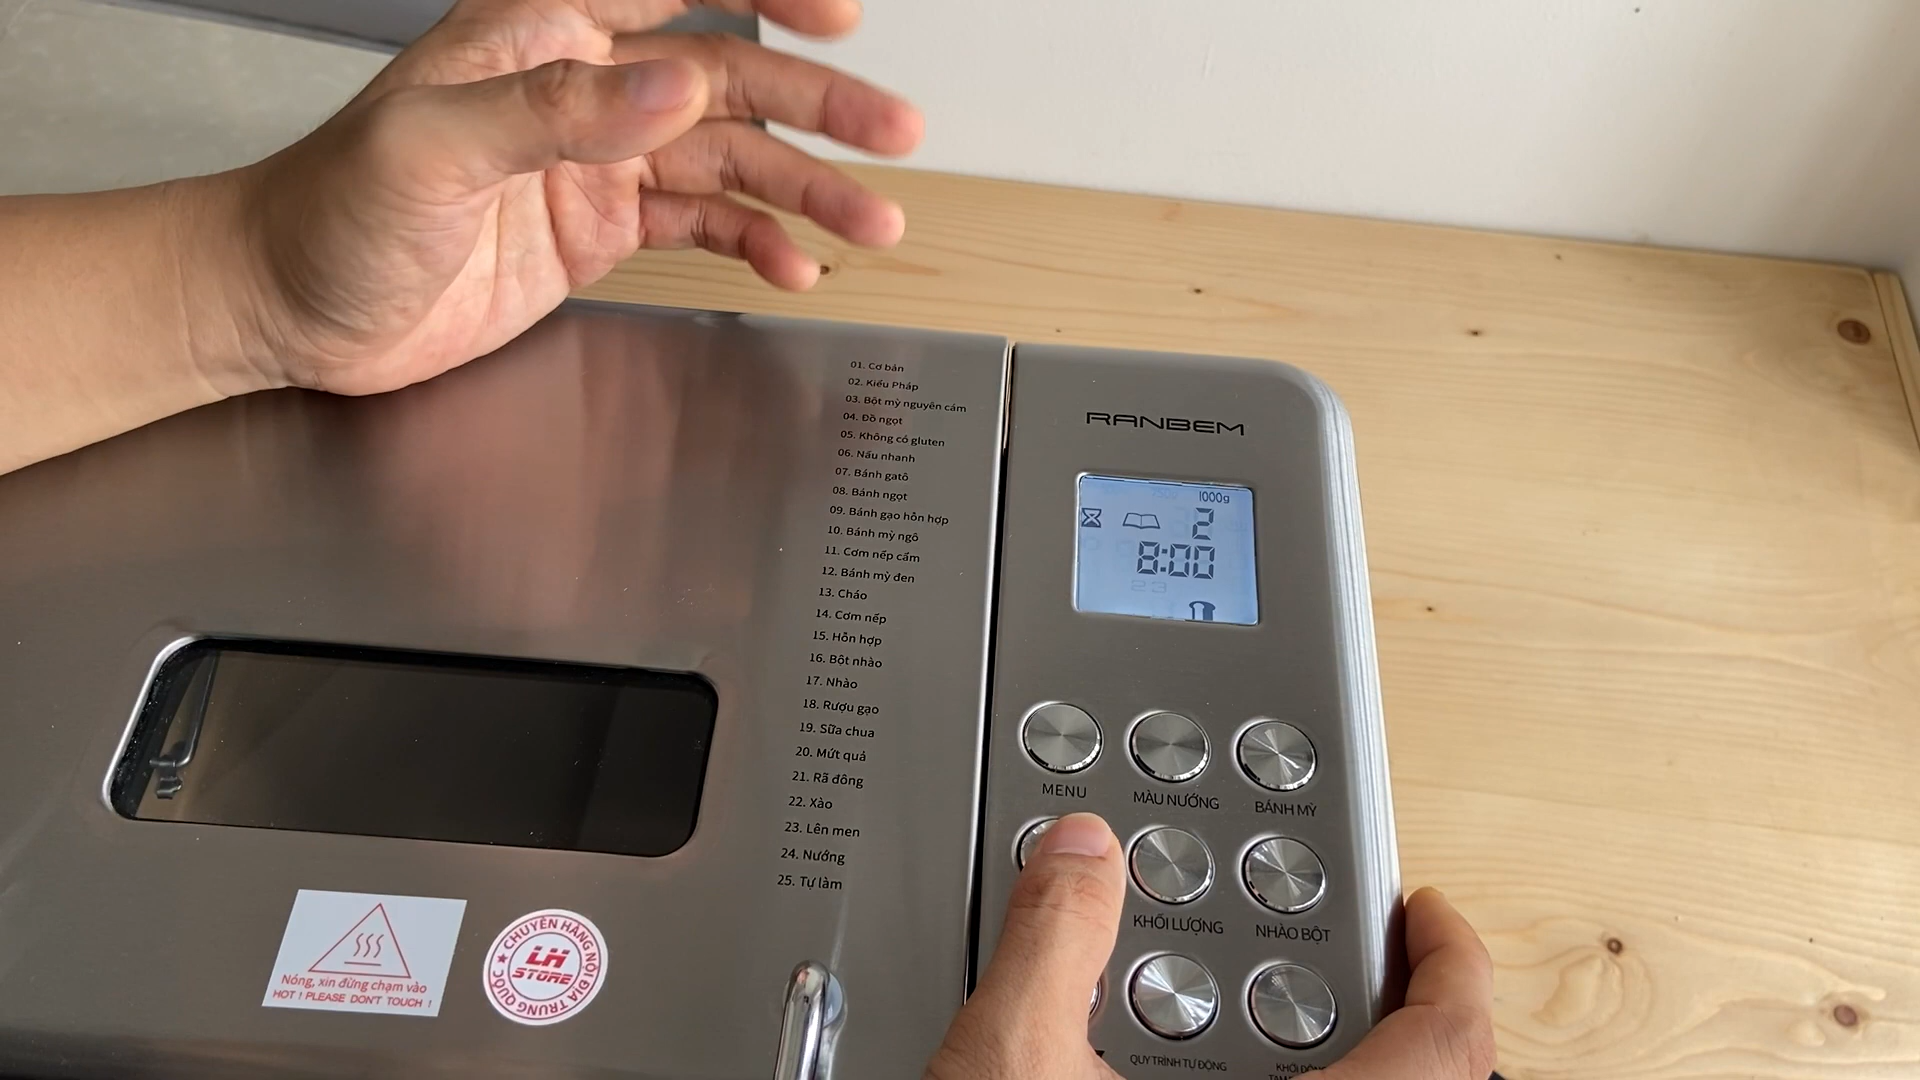 01. Cơ bản
02. Kiểu Pháp
03. Bột mỳ nguyên cám
04. Đồ ngọt
05. Không có gluten
06. Nấu nhanh
07. Bánh gatô
08. Bánh ngọt
09. Bánh gạo hỗn hợp
10. Bánh mỳ ngô
11. Cơm nếp cẩm
12. Bánh mỳ đen
13. Cháo
14. Cơm nếp
15. Hỗn hợp
16. Bột nhào
17. Nhào
18. Rượu gạo
19. Sữa chua
20. Mứt quả
21. Rã đông
22. Xào
23. Lên men
24. Nướng
25. Tự làm
RANBEM
1000g
2
8:00
MENU
MÀU NƯỚNG
BÁNH MỲ
KHỐI LƯỢNG
NHÀO BỘT
QUY TRÌNH TỰ ĐỘNG
Nóng, xin đừng chạm vào
HOT ! PLEASE DON'T TOUCH !
CHUYÊN HÀNG NỘI ĐỊA TRUNG QUỐC
LH
STORE